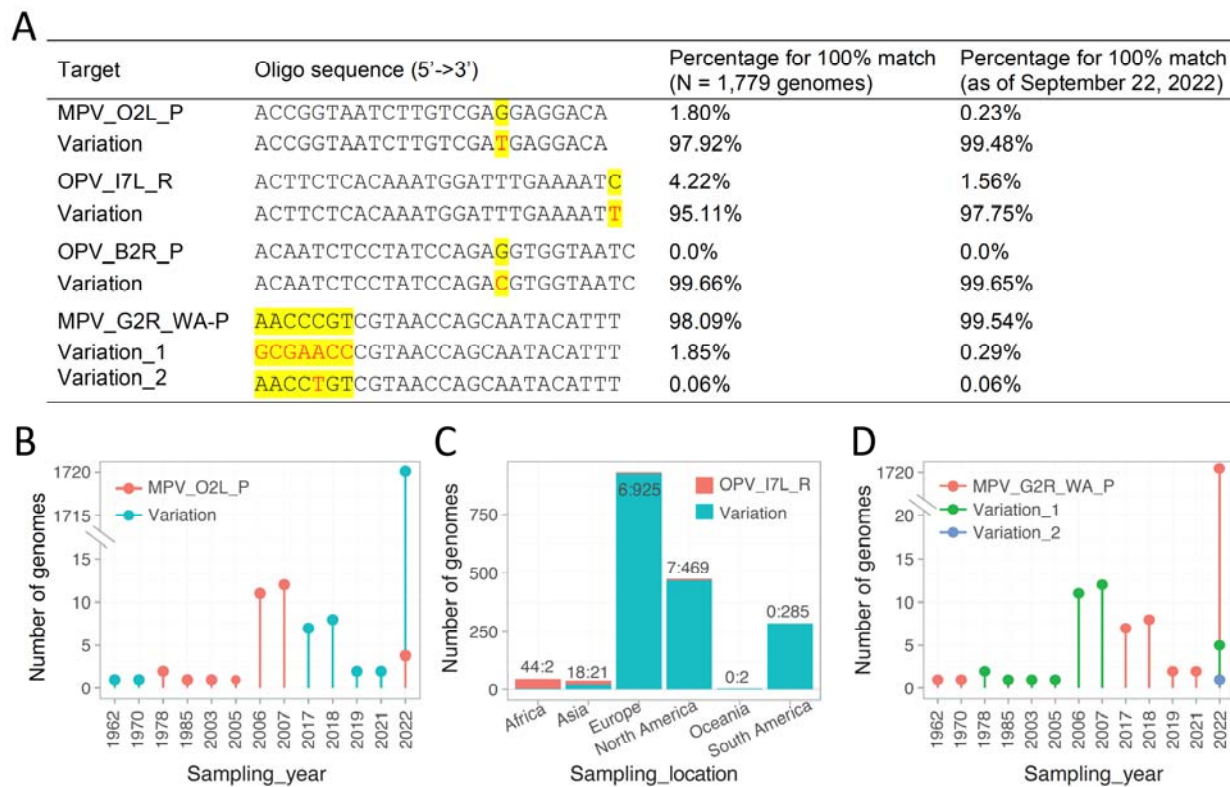 A
Target Oligo sequence (5'->3') Percentage for 100% match (N = 1,779 genomes) Percentage for 100% match (as of September 22, 2022)
MPV_O2L_P ACCGGTAATCTTGTCGAGGAGGACA 1.80% 0.23%
Variation ACCGGTAATCTTGTCGATGAGGACA 97.92% 99.48%
OPV_I7L_R ACTTCTCACAAATGGATTTGAAAATC 4.22% 1.56%
Variation ACTTCTCACAAATGGATTTGAAAATT 95.11% 97.75%
OPV_B2R_P ACAATCTCCTATCCAGAGGTGGTAATC 0.0% 0.0%
Variation ACAATCTCCTATCCAGACGTGGTAATC 99.66% 99.65%
MPV_G2R_WA-P AACCCGTCGTAACCAGCAATACATTT 98.09% 99.54%
Variation_1 GCGAACCCGTAACCAGCAATACATTT 1.85% 0.29%
Variation_2 AACCTGTCGTAACCAGCAATACATTT 0.06% 0.06%
B
1720
1715
15
10
5
0
Number of genomes
MPV_O2L_P
Variation
1962 1970 1978 1985 2003 2005 2006 2007 2017 2018 2019 2021 2022
Sampling_year
C
750
500
250
0
Number of genomes
OPV_I7L_R
Variation
44:2 18:21 6:925 7:469 0:2 0:285
Africa Asia Europe North America Oceania South America
Sampling_location
D
1720
20
15
10
5
0
Number of genomes
MPV_G2R_WA_P
Variation_1
Variation_2
1962 1970 1978 1985 2003 2005 2006 2007 2017 2018 2019 2021 2022
Sampling_year